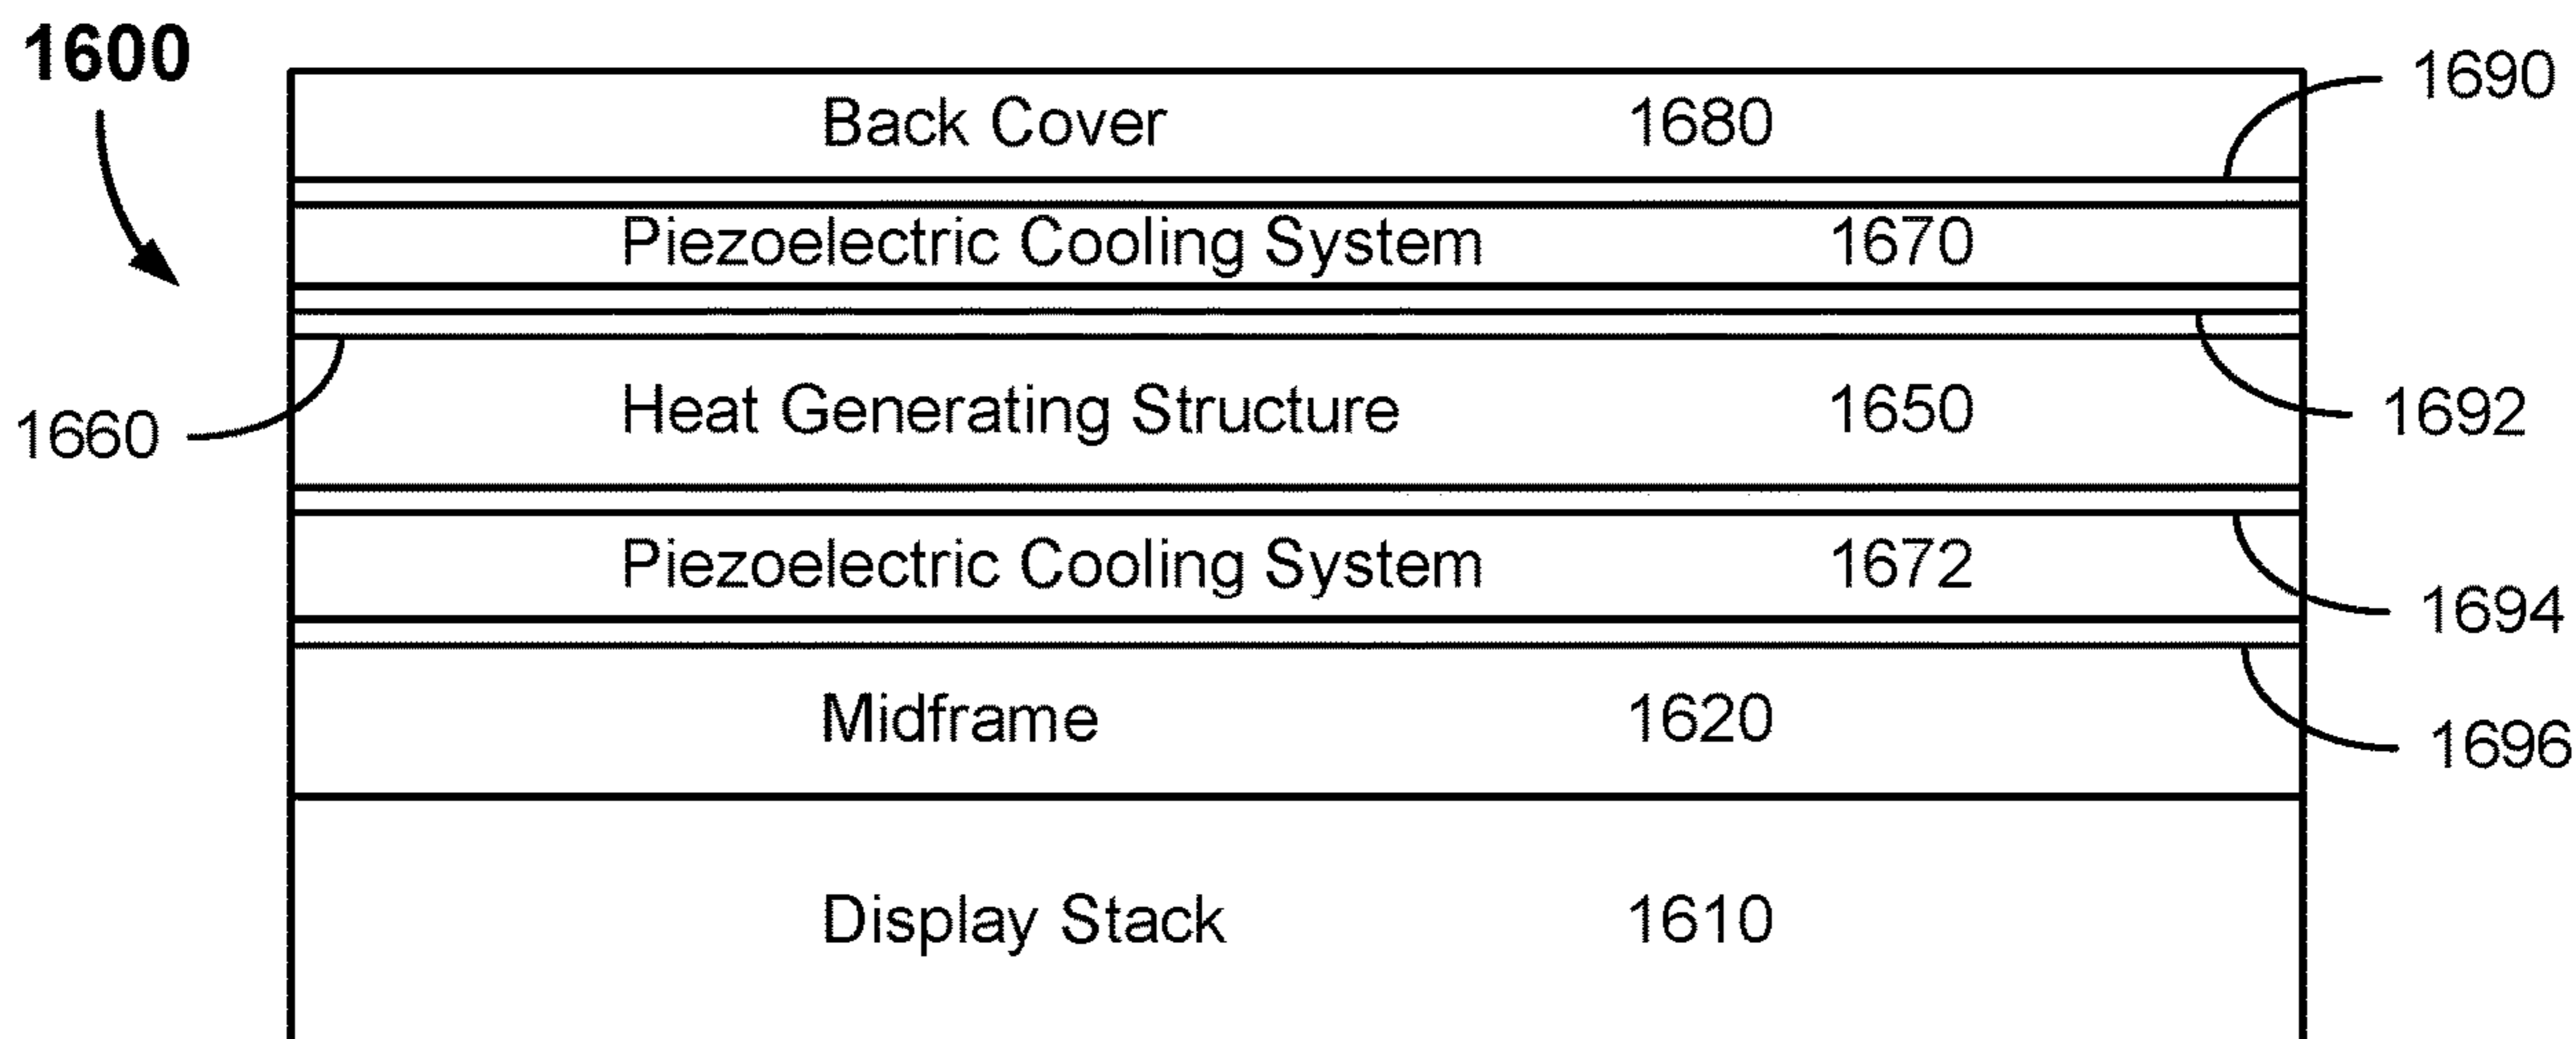 1600
1690
Back Cover 1680
Piezoelectric Cooling System 1670
1660
Heat Generating Structure 1650
1692
Piezoelectric Cooling System 1672
1694
Midframe 1620
1696
Display Stack 1610